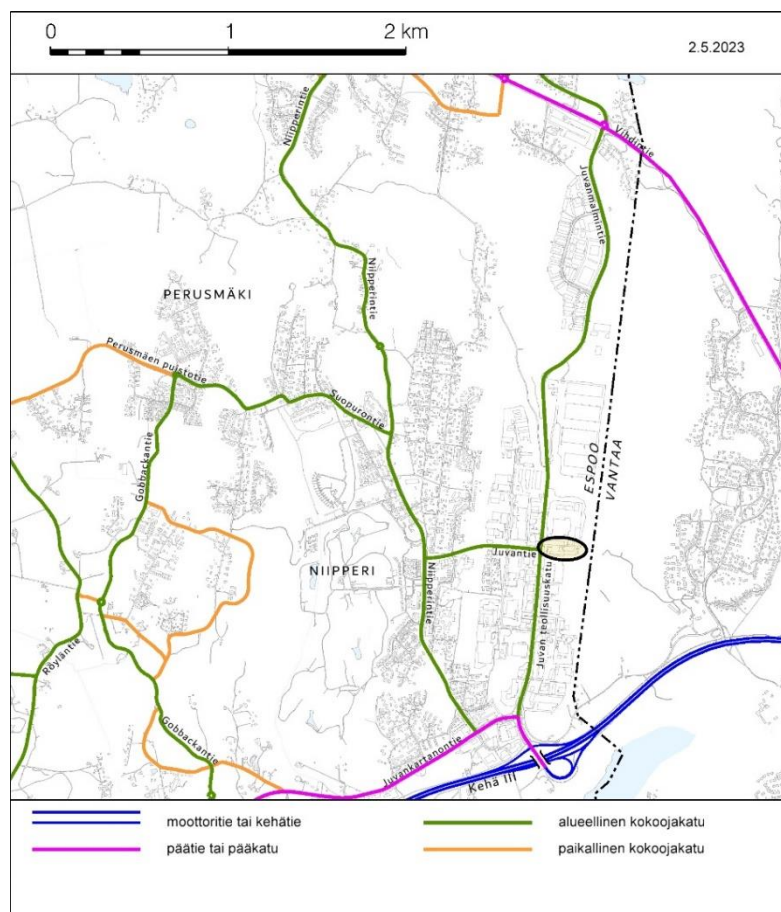 0 1 2 km
2.5.2023
Niipperintie
Vihdintie
Juvanmalmintie
Niipperintie
PERUSMÄKI
Perusmäen puistotie
Suopurontie
Gobbackantie
ESPOO
VANTAA
Juvantie
NIIPPERI
Niipperintie
Juvan teollisuuskatu
Röyläntie
Gobbackantie
Juvankartanontie
Kehä III
moottoritie tai kehätie
alueellinen kokoojakatu
päätie tai pääkatu
paikallinen kokoojakatu